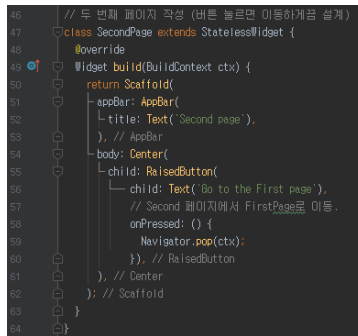 46 // 두 번째 페이지 작성 (버튼 눌르면 이동하게끔 설계)
47 class SecondPage extends StatelessWidget {
48 @override
49 Widget build(BuildContext ctx) {
50 return Scaffold(
51 appBar: AppBar(
52 title: Text('Second page'),
53 ), // AppBar
54 body: Center(
55 child: RaisedButton(
56 child: Text('Go to the First page'),
57 // Second 페이지에서 FirstPage로 이동.
58 onPressed: () {
59 Navigator.pop(ctx);
60 }), // RaisedButton
61 ), // Center
62 ); // Scaffold
63 }
64 }